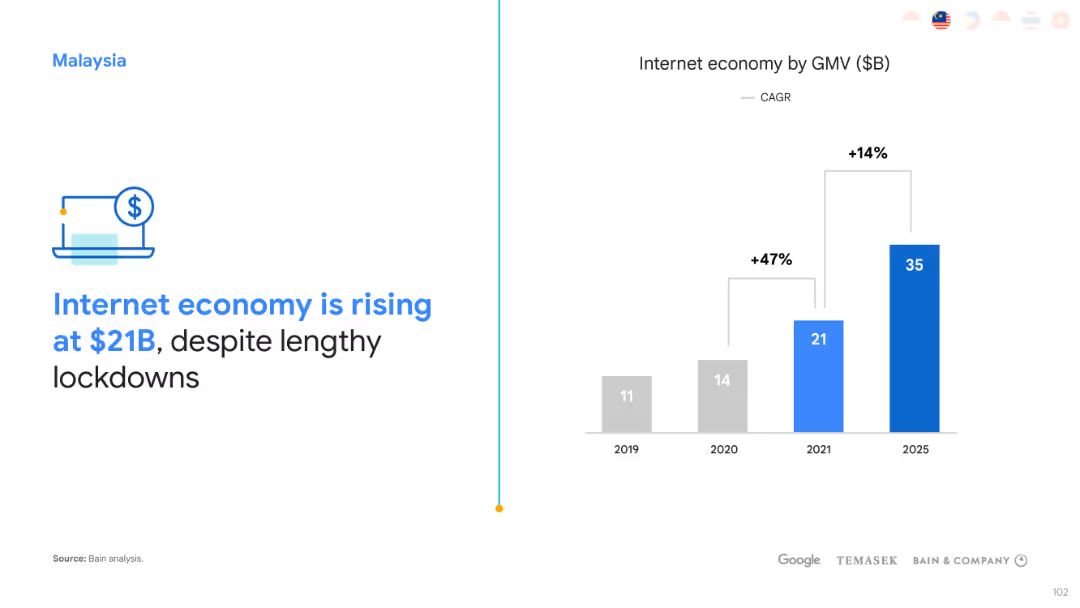 Malaysia
$
Internet economy is rising
at $21B, despite lengthy
lockdowns
Internet economy by GMV ($B)
CAGR
+14%
+47%
35
21
14
11
2019 2020 2021 2025
Source: Bain analysis.
Google TEMASEK BAIN & COMPANY
102